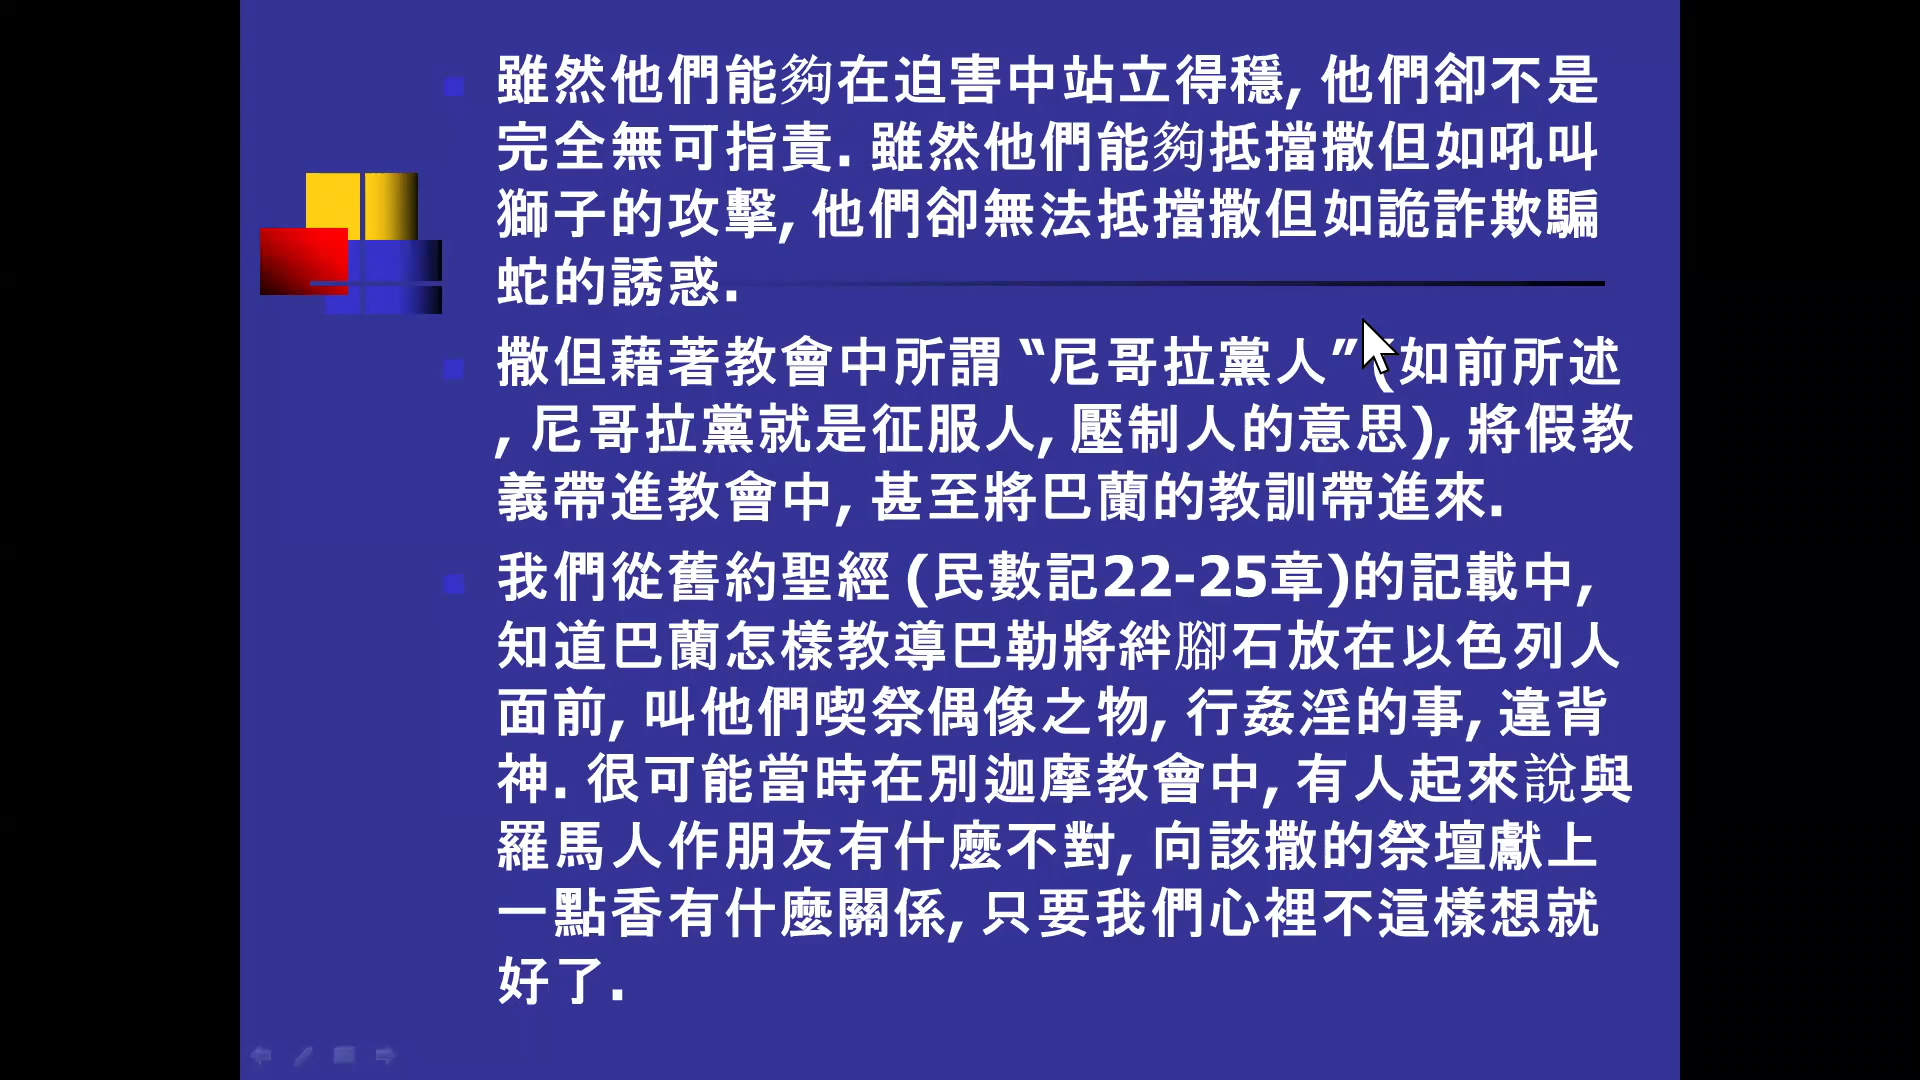 雖然他們能夠在迫害中站立得穩, 他們卻不是
完全無可指責. 雖然他們能夠抵擋撒但如吼叫
獅子的攻擊, 他們卻無法抵擋撒但如詭詐欺騙
蛇的誘惑.
撒但藉著教會中所謂 “尼哥拉黨人” (如前所述
, 尼哥拉黨就是征服人, 壓制人的意思), 將假教
義帶進教會中, 甚至將巴蘭的教訓帶進來.
我們從舊約聖經 (民數記22-25章)的記載中,
知道巴蘭怎樣教導巴勒將絆腳石放在以色列人
面前, 叫他們喫祭偶像之物, 行姦淫的事, 違背
神. 很可能當時在別迦摩教會中, 有人起來說與
羅馬人作朋友有什麼不對, 向該撒的祭壇獻上
一點香有什麼關係, 只要我們心裡不這樣想就
好了.